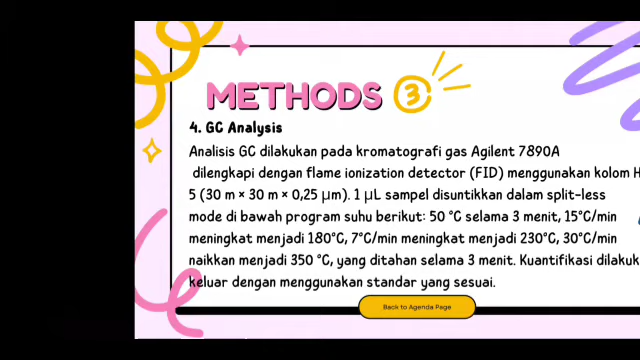 METHODS 3
4. GC Analysis
Analisis GC dilakukan pada kromatografi gas Agilent 7890A
dilengkapi dengan flame ionization detector (FID) menggunakan kolom H
5 (30 m × 30 m × 0,25 μm). 1 μL sampel disuntikkan dalam split-less
mode di bawah program suhu berikut: 50 °C selama 3 menit, 15°C/min
meningkat menjadi 180°C, 7°C/min meningkat menjadi 230°C, 30°C/min
naikkan menjadi 350 °C, yang ditahan selama 3 menit. Kuantifikasi dilakuk
keluar dengan menggunakan standar yang sesuai.
Back to Agenda Page